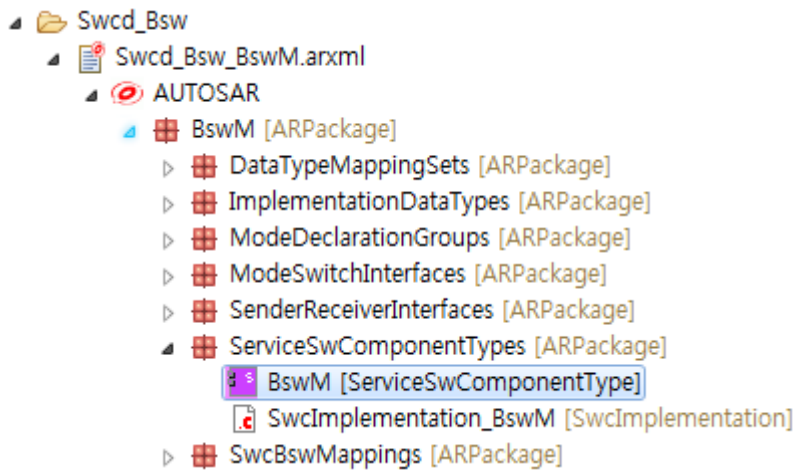 Swcd_Bsw
Swcd_Bsw_BswM.arxml
AUTOSAR
BswM [ARPackage]
DataTypeMappingSets [ARPackage]
ImplementationDataTypes [ARPackage]
ModeDeclarationGroups [ARPackage]
ModeSwitchInterfaces [ARPackage]
SenderReceiverInterfaces [ARPackage]
ServiceSwComponentTypes [ARPackage]
BswM [ServiceSwComponentType]
SwcImplementation_BswM [SwcImplementation]
SwcBswMappings [ARPackage]